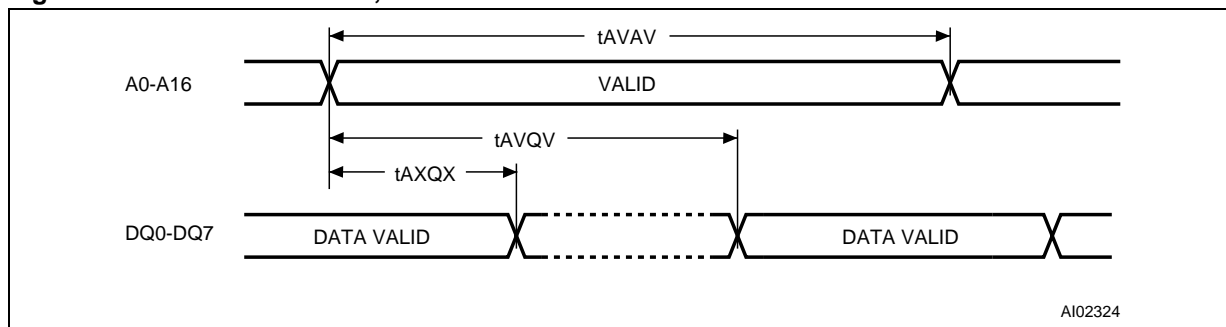 tAVAV
A0-A16 VALID
tAVQV
tAXQX
DQ0-DQ7 DATA VALID DATA VALID
AI02324